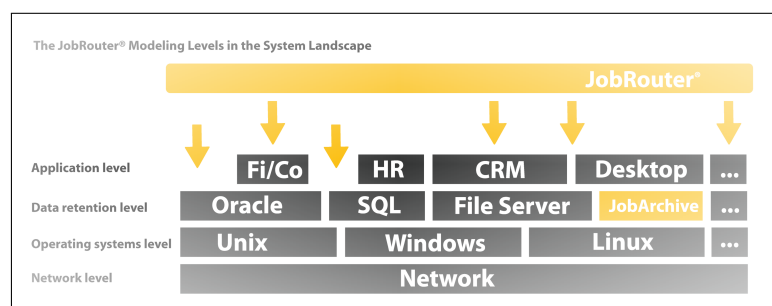 The JobRouter® Modeling Levels in the System Landscape
JobRouter®
Application level Fi/Co HR CRM Desktop ...
Data retention level Oracle SQL File Server JobArchive ...
Operating systems level Unix Windows Linux ...
Network level Network